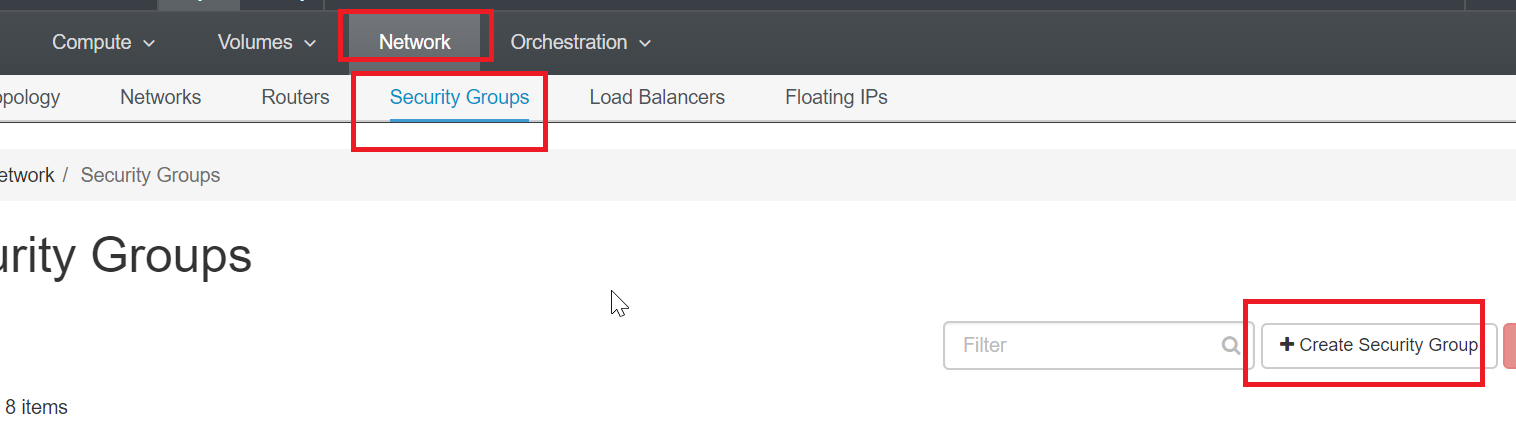 Compute Volumes Network Orchestration
opology Networks Routers Security Groups Load Balancers Floating IPs
etwork / Security Groups
urity Groups
Filter + Create Security Group
8 items